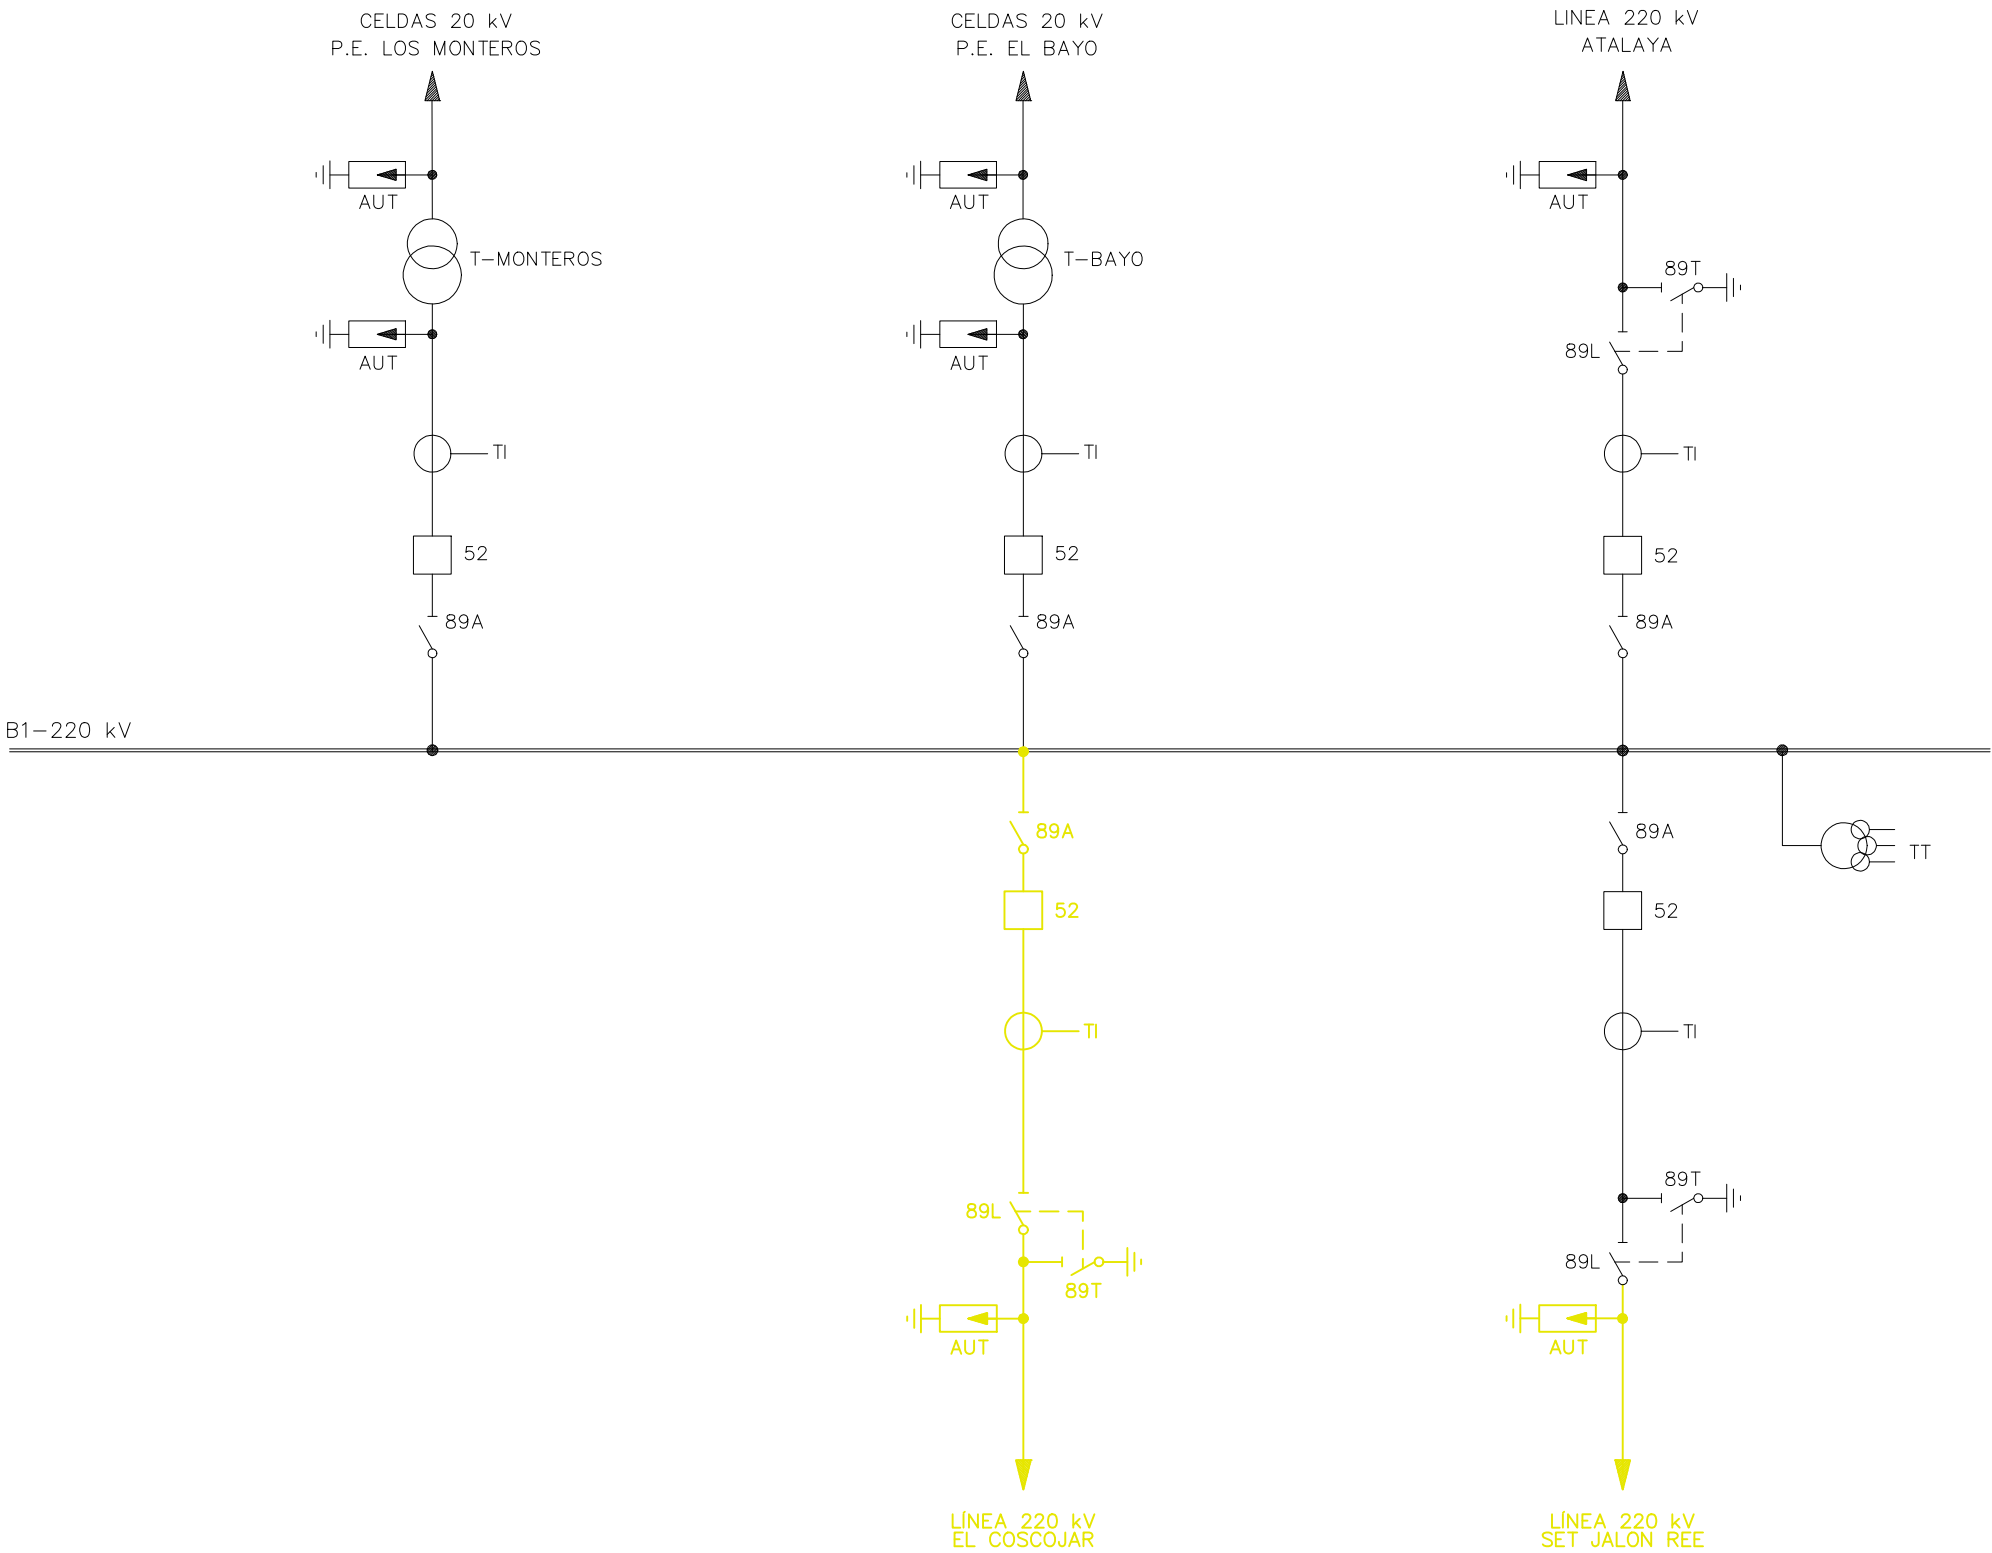 CELDAS 20 kV
P.E. LOS MONTEROS
CELDAS 20 kV
P.E. EL BAYO
LINEA 220 kV
ATALAYA
AUT
AUT
AUT
T-MONTEROS
T-BAYO
89T
AUT
AUT
89L
TI
TI
TI
52
52
52
89A
89A
89A
B1-220 kV
89A
89A
TT
52
52
TI
TI
89T
89L
89L
89T
AUT
AUT
LÍNEA 220 kV
EL COSCOJAR
LÍNEA 220 kV
SET JALON REE